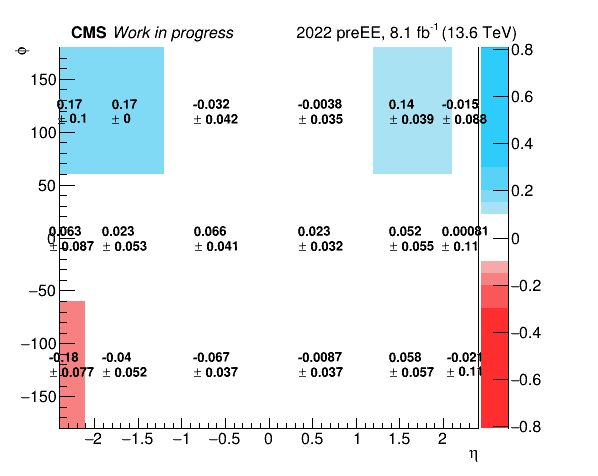 CMS Work in progress 2022 preEE, 8.1 fb⁻¹ (13.6 TeV)
ϕ
150
100
50
0
−50
−100
−150
0.17 0.17 -0.032 -0.0038 0.14 -0.015
± 0.1 ± 0 ± 0.042 ± 0.035 ± 0.039 ± 0.088
0.063 0.023 0.066 0.023 0.052 0.00081
± 0.087 ± 0.053 ± 0.041 ± 0.032 ± 0.055 ± 0.11
-0.18 -0.04 -0.067 -0.0087 0.058 -0.021
± 0.077 ± 0.052 ± 0.037 ± 0.037 ± 0.057 ± 0.11
−2 −1.5 −1 −0.5 0 0.5 1 1.5 2
η
0.8
0.6
0.4
0.2
0
−0.2
−0.4
−0.6
−0.8